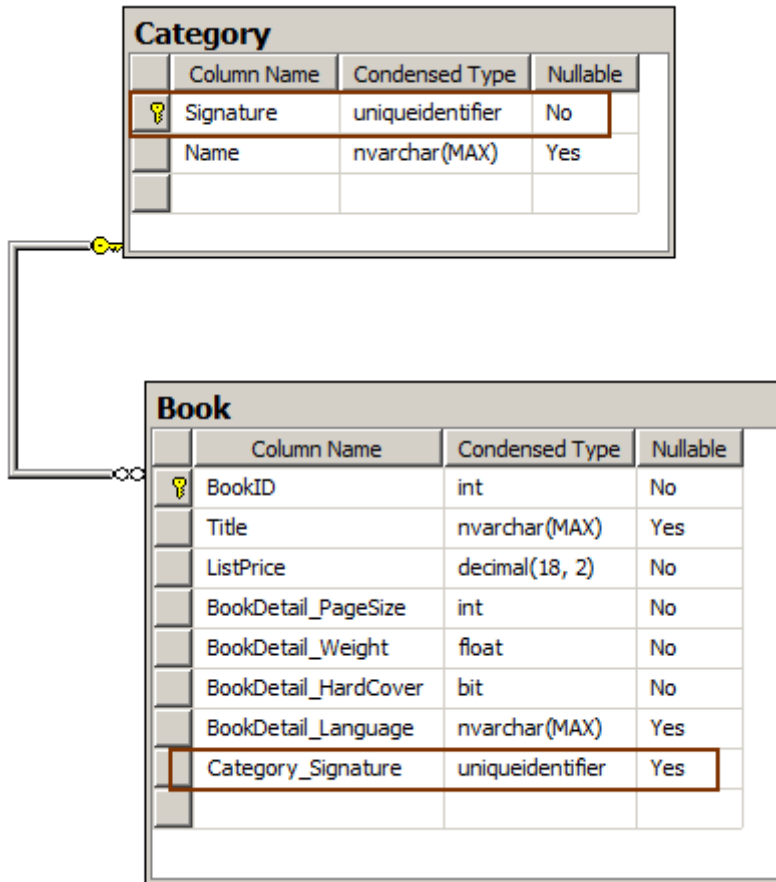 Category
Column Name Condensed Type Nullable
Signature uniqueidentifier No
Name nvarchar(MAX) Yes
Book
Column Name Condensed Type Nullable
BookID int No
Title nvarchar(MAX) Yes
ListPrice decimal(18, 2) No
BookDetail_PageSize int No
BookDetail_Weight float No
BookDetail_HardCover bit No
BookDetail_Language nvarchar(MAX) Yes
Category_Signature uniqueidentifier Yes